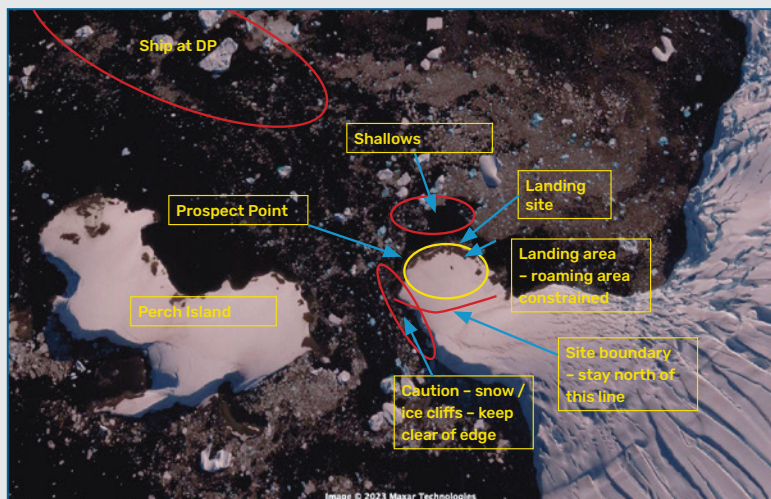 Ship at DP
Shallows
Landing
site
Prospect Point
Landing area
– roaming area
constrained
Perch Island
Site boundary
– stay north of
this line
Caution – snow /
ice cliffs – keep
clear of edge
Image © 2023 Maxar Technologies